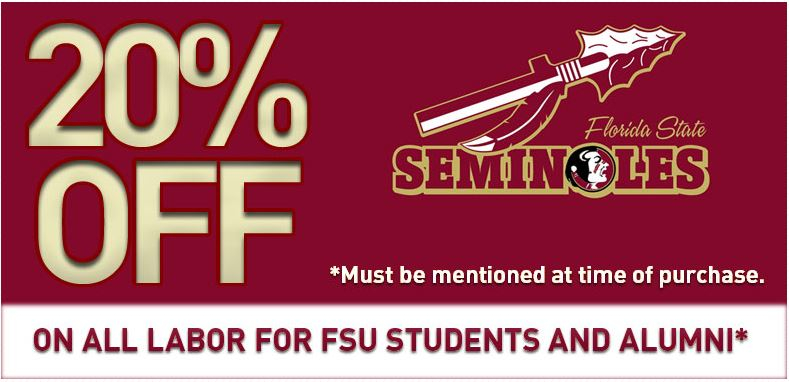 20%
OFF
Florida State
SEMINOLES
*Must be mentioned at time of purchase.
ON ALL LABOR FOR FSU STUDENTS AND ALUMNI*